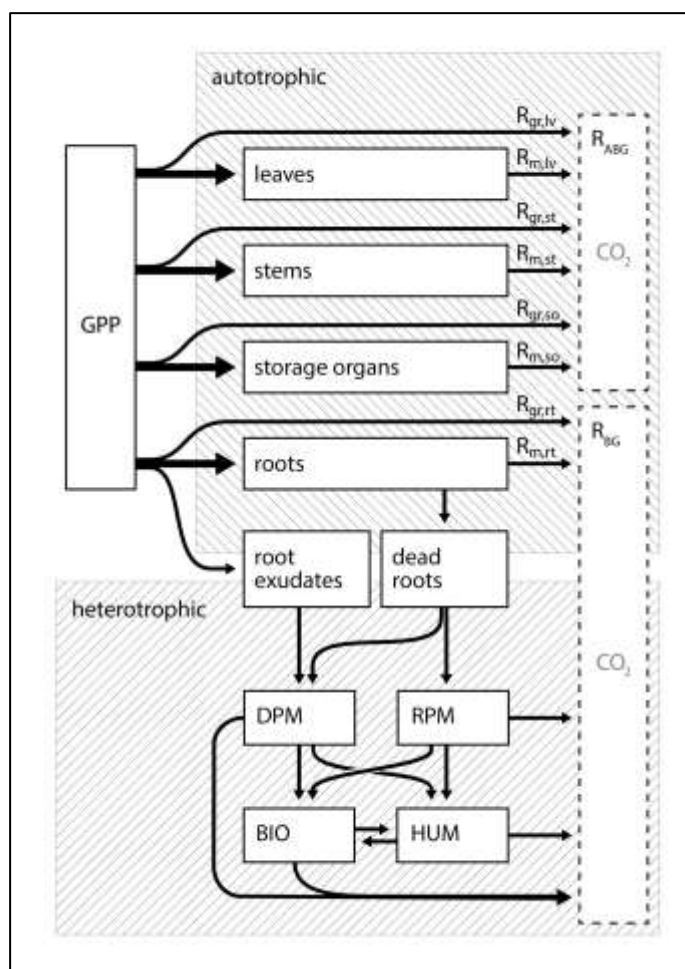 autotrophic
R_gr,lv
R_ABG
R_m,lv
leaves
R_gr,st
CO₂
R_m,st
stems
GPP
R_gr,so
R_m,so
storage organs
R_gr,rt
R_BG
R_m,rt
roots
root
exudates
dead
roots
heterotrophic
CO₂
DPM
RPM
BIO
HUM